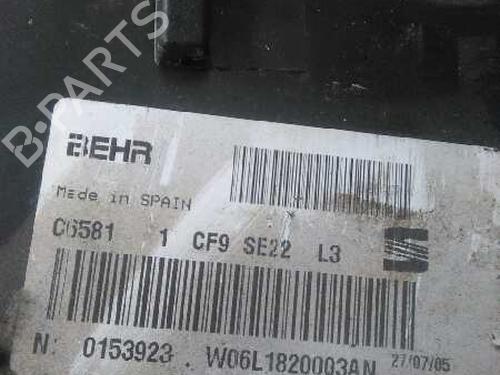 B-PARTS
BEHR
Made in SPAIN
C6581 1 CF9 SE22 L3
N: 0153923 W06L1820003AN 27/07/05